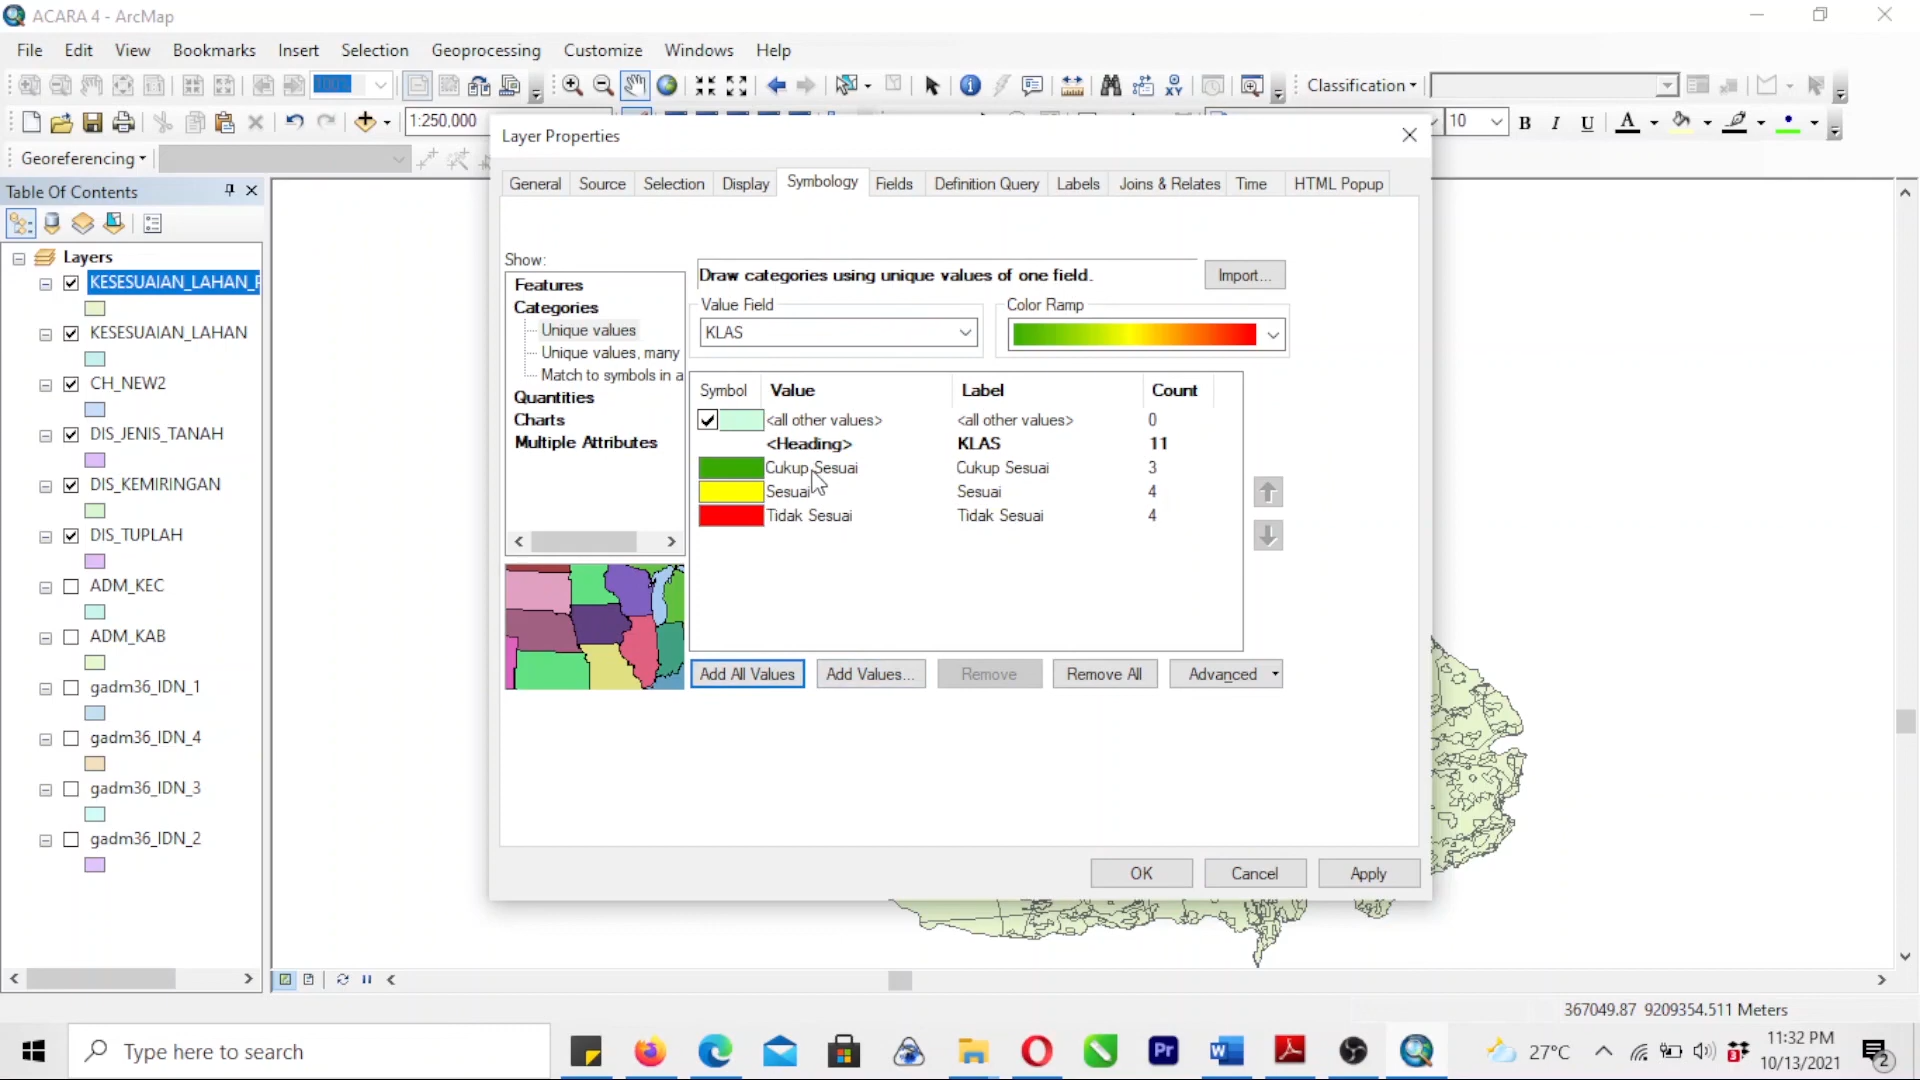 ACARA 4 - ArcMap
File Edit View Bookmarks Insert Selection Geoprocessing Customize Windows Help
Classification
1:250,000
10 B I U A
Georeferencing
Table Of Contents
Layers
KESESUAIAN_LAHAN_P
KESESUAIAN_LAHAN
CH_NEW2
DIS_JENIS_TANAH
DIS_KEMIRINGAN
DIS_TUPLAH
ADM_KEC
ADM_KAB
gadm36_IDN_1
gadm36_IDN_4
gadm36_IDN_3
gadm36_IDN_2
Layer Properties
General Source Selection Display Symbology Fields Definition Query Labels Joins & Relates Time HTML Popup
Show:
Features
Categories
Unique values
Unique values, many
Match to symbols in a
Quantities
Charts
Multiple Attributes
Draw categories using unique values of one field.
Import...
Value Field
KLAS
Color Ramp
Symbol Value Label Count
<all other values> <all other values> 0
<Heading> KLAS 11
Cukup Sesuai Cukup Sesuai 3
Sesuai Sesuai 4
Tidak Sesuai Tidak Sesuai 4
Add All Values Add Values... Remove Remove All Advanced
OK Cancel Apply
367049.87 9209354.511 Meters
Type here to search
27°C
11:32 PM
10/13/2021
2